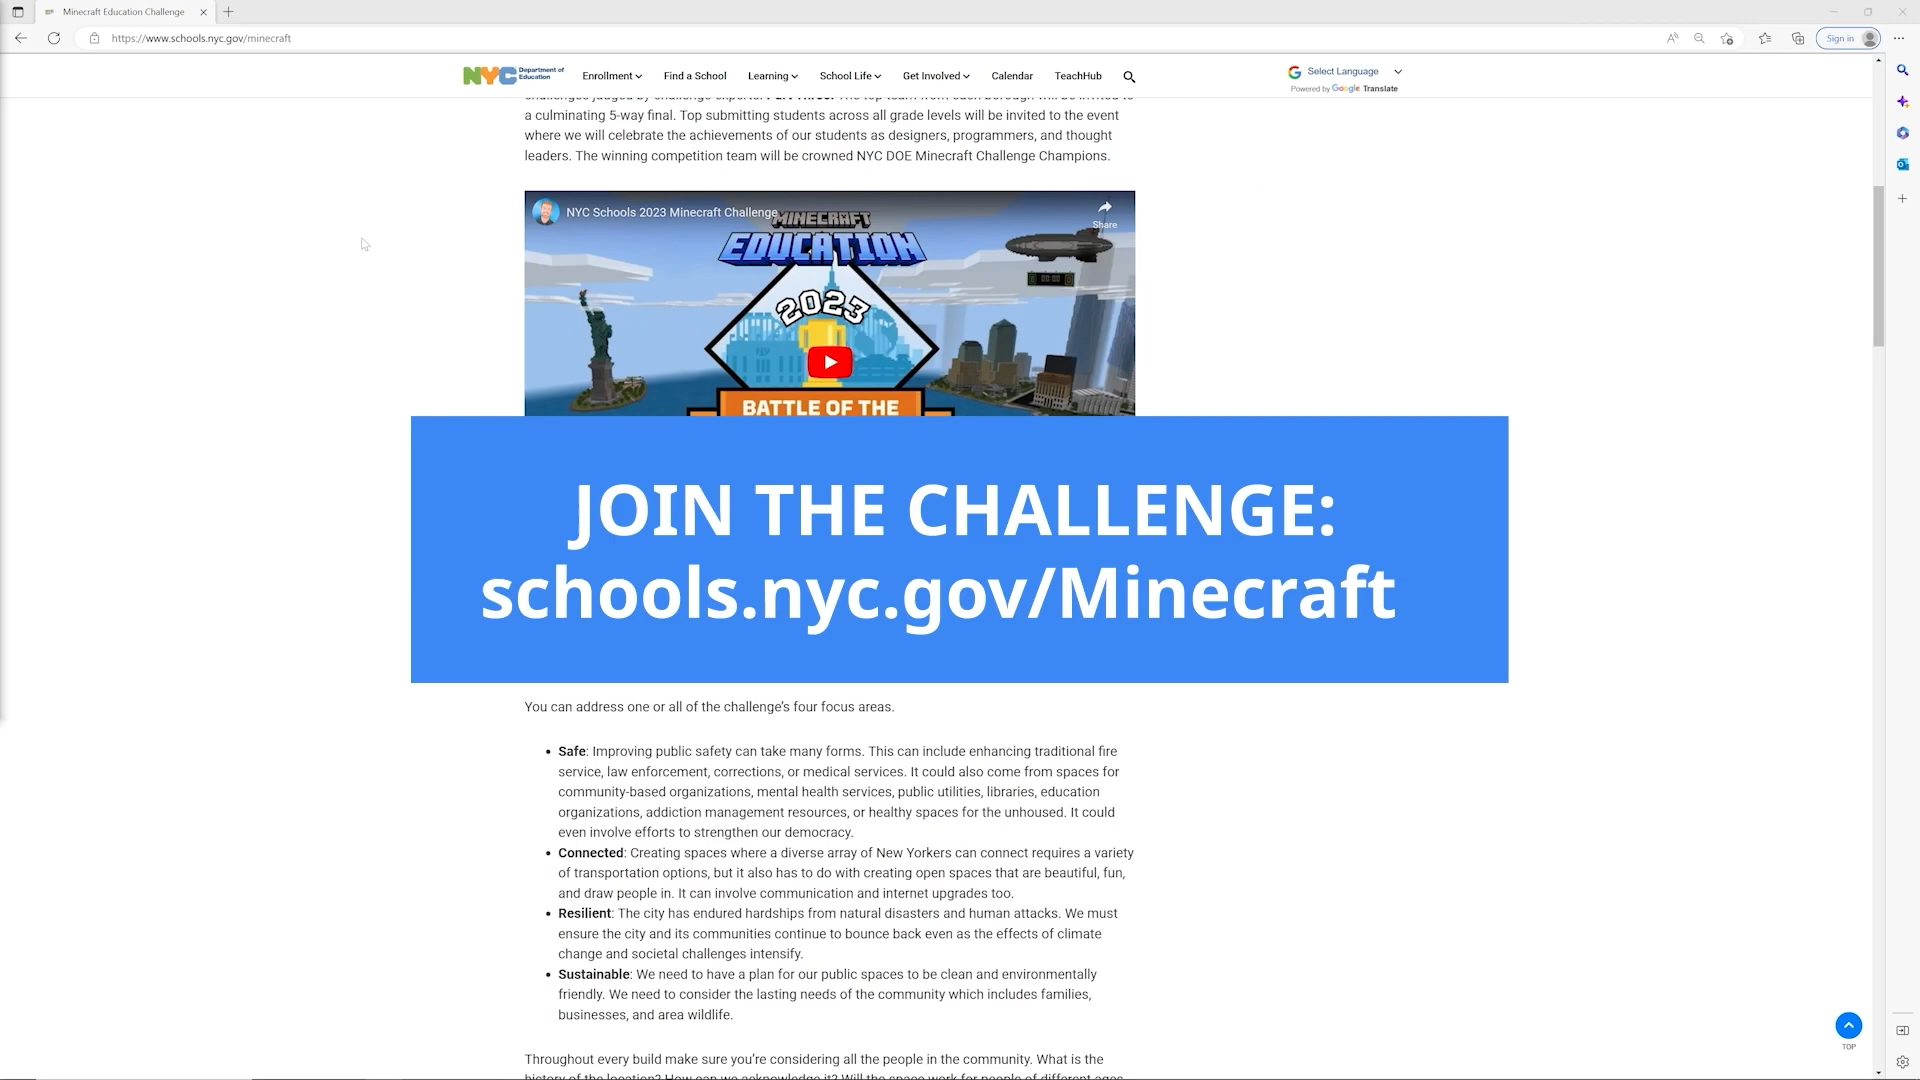 Minecraft Education Challenge
https://www.schools.nyc.gov/minecraft
Sign in
NYC Department of Education
Enrollment
Find a School
Learning
School Life
Get Involved
Calendar
TeachHub
Select Language
Powered by Google Translate
a culminating 5-way final. Top submitting students across all grade levels will be invited to the event
where we will celebrate the achievements of our students as designers, programmers, and thought
leaders. The winning competition team will be crowned NYC DOE Minecraft Challenge Champions.
NYC Schools 2023 Minecraft Challenge
Share
MINECRAFT
EDUCATION
2023
BATTLE OF THE
JOIN THE CHALLENGE:
schools.nyc.gov/Minecraft
You can address one or all of the challenge's four focus areas.
• Safe: Improving public safety can take many forms. This can include enhancing traditional fire
service, law enforcement, corrections, or medical services. It could also come from spaces for
community-based organizations, mental health services, public utilities, libraries, education
organizations, addiction management resources, or healthy spaces for the unhoused. It could
even involve efforts to strengthen our democracy.
• Connected: Creating spaces where a diverse array of New Yorkers can connect requires a variety
of transportation options, but it also has to do with creating open spaces that are beautiful, fun,
and draw people in. It can involve communication and internet upgrades too.
• Resilient: The city has endured hardships from natural disasters and human attacks. We must
ensure the city and its communities continue to bounce back even as the effects of climate
change and societal challenges intensify.
• Sustainable: We need to have a plan for our public spaces to be clean and environmentally
friendly. We need to consider the lasting needs of the community which includes families,
businesses, and area wildlife.
TOP
Throughout every build make sure you're considering all the people in the community. What is the